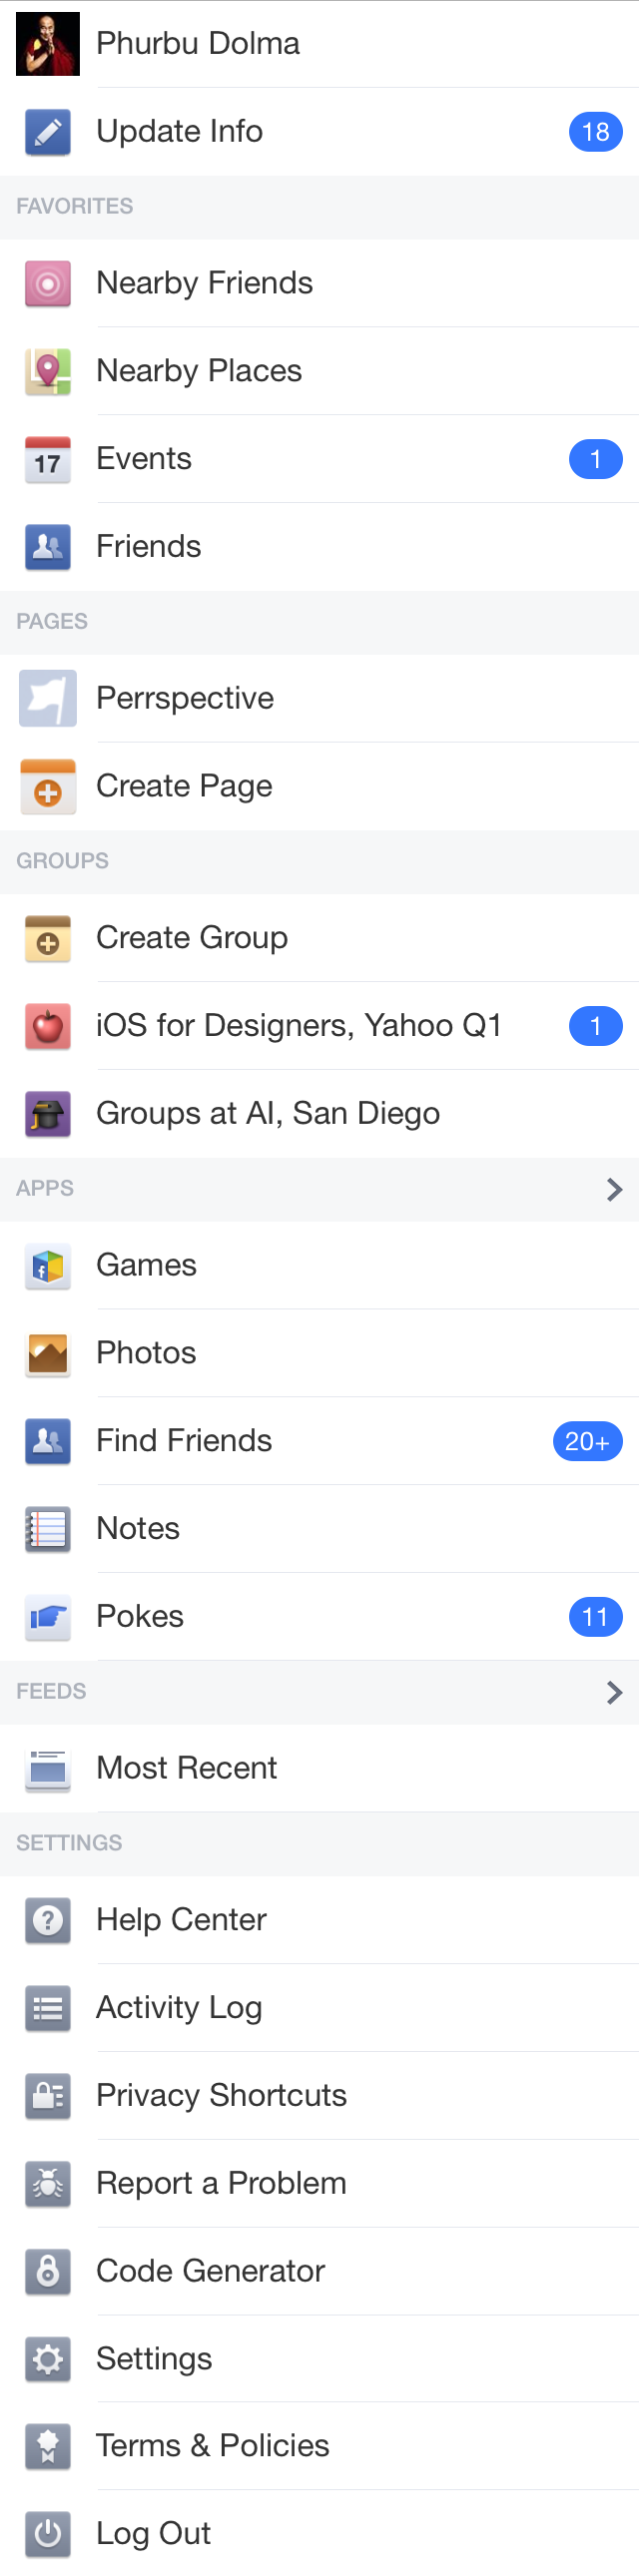 Phurbu Dolma
Update Info 18
FAVORITES
Nearby Friends
Nearby Places
17 Events 1
Friends
PAGES
Perrspective
Create Page
GROUPS
Create Group
iOS for Designers, Yahoo Q1 1
Groups at AI, San Diego
APPS
Games
Photos
Find Friends 20+
Notes
Pokes 11
FEEDS
Most Recent
SETTINGS
Help Center
Activity Log
Privacy Shortcuts
Report a Problem
Code Generator
Settings
Terms & Policies
Log Out